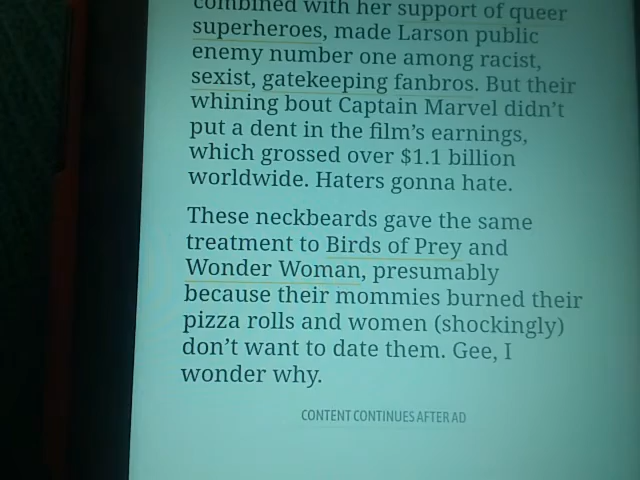 combined with her support of queer
superheroes, made Larson public
enemy number one among racist,
sexist, gatekeeping fanbros. But their
whining bout Captain Marvel didn't
put a dent in the film's earnings,
which grossed over $1.1 billion
worldwide. Haters gonna hate.
These neckbeards gave the same
treatment to Birds of Prey and
Wonder Woman, presumably
because their mommies burned their
pizza rolls and women (shockingly)
don't want to date them. Gee, I
wonder why.
CONTENT CONTINUES AFTER AD